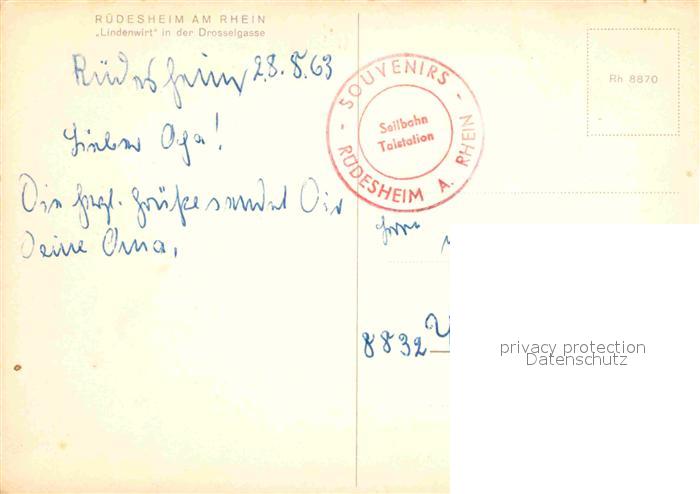 RÜDESHEIM AM RHEIN
„Lindenwirt" in der Drosselgasse
Rüdesheim 28.8.63
Lieber Opa!
Die herzl. Grüße sendet Dir
Deine Oma.
- SOUVENIRS -
Seilbahn
Talstation
RÜDESHEIM A. RHEIN
Rh 8870
Herrn
8832
privacy protection
Datenschutz